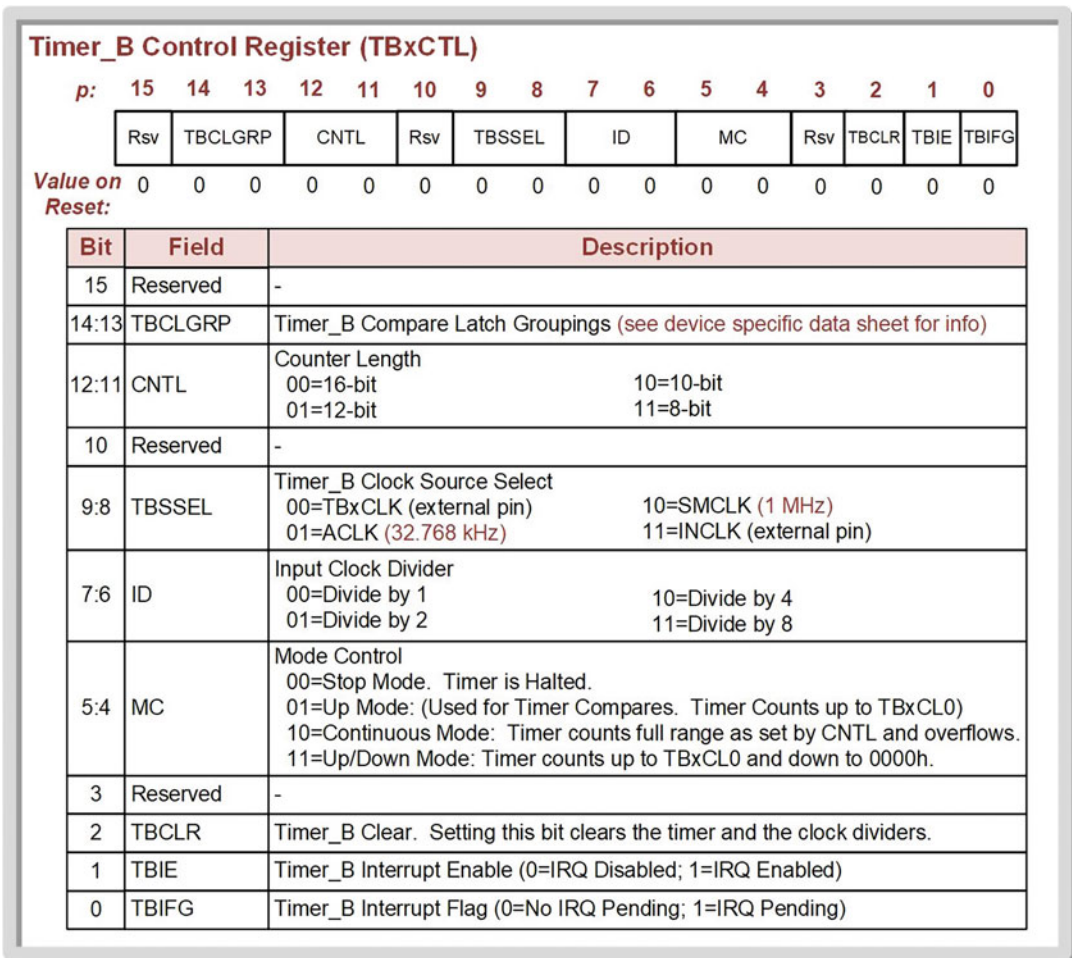 Timer_B Control Register (TBxCTL)
p: 15 14 13 12 11 10 9 8 7 6 5 4 3 2 1 0
Rsv TBCLGRP CNTL Rsv TBSSEL ID MC Rsv TBCLR TBIE TBIFG
Value on Reset: 0 0 0 0 0 0 0 0 0 0 0 0 0 0 0 0
Bit Field Description
15 Reserved -
14:13 TBCLGRP Timer_B Compare Latch Groupings (see device specific data sheet for info)
12:11 CNTL Counter Length
00=16-bit 10=10-bit
01=12-bit 11=8-bit
10 Reserved -
9:8 TBSSEL Timer_B Clock Source Select
00=TBxCLK (external pin) 10=SMCLK (1 MHz)
01=ACLK (32.768 kHz) 11=INCLK (external pin)
7:6 ID Input Clock Divider
00=Divide by 1 10=Divide by 4
01=Divide by 2 11=Divide by 8
5:4 MC Mode Control
00=Stop Mode. Timer is Halted.
01=Up Mode: (Used for Timer Compares. Timer Counts up to TBxCL0)
10=Continuous Mode: Timer counts full range as set by CNTL and overflows.
11=Up/Down Mode: Timer counts up to TBxCL0 and down to 0000h.
3 Reserved -
2 TBCLR Timer_B Clear. Setting this bit clears the timer and the clock dividers.
1 TBIE Timer_B Interrupt Enable (0=IRQ Disabled; 1=IRQ Enabled)
0 TBIFG Timer_B Interrupt Flag (0=No IRQ Pending; 1=IRQ Pending)